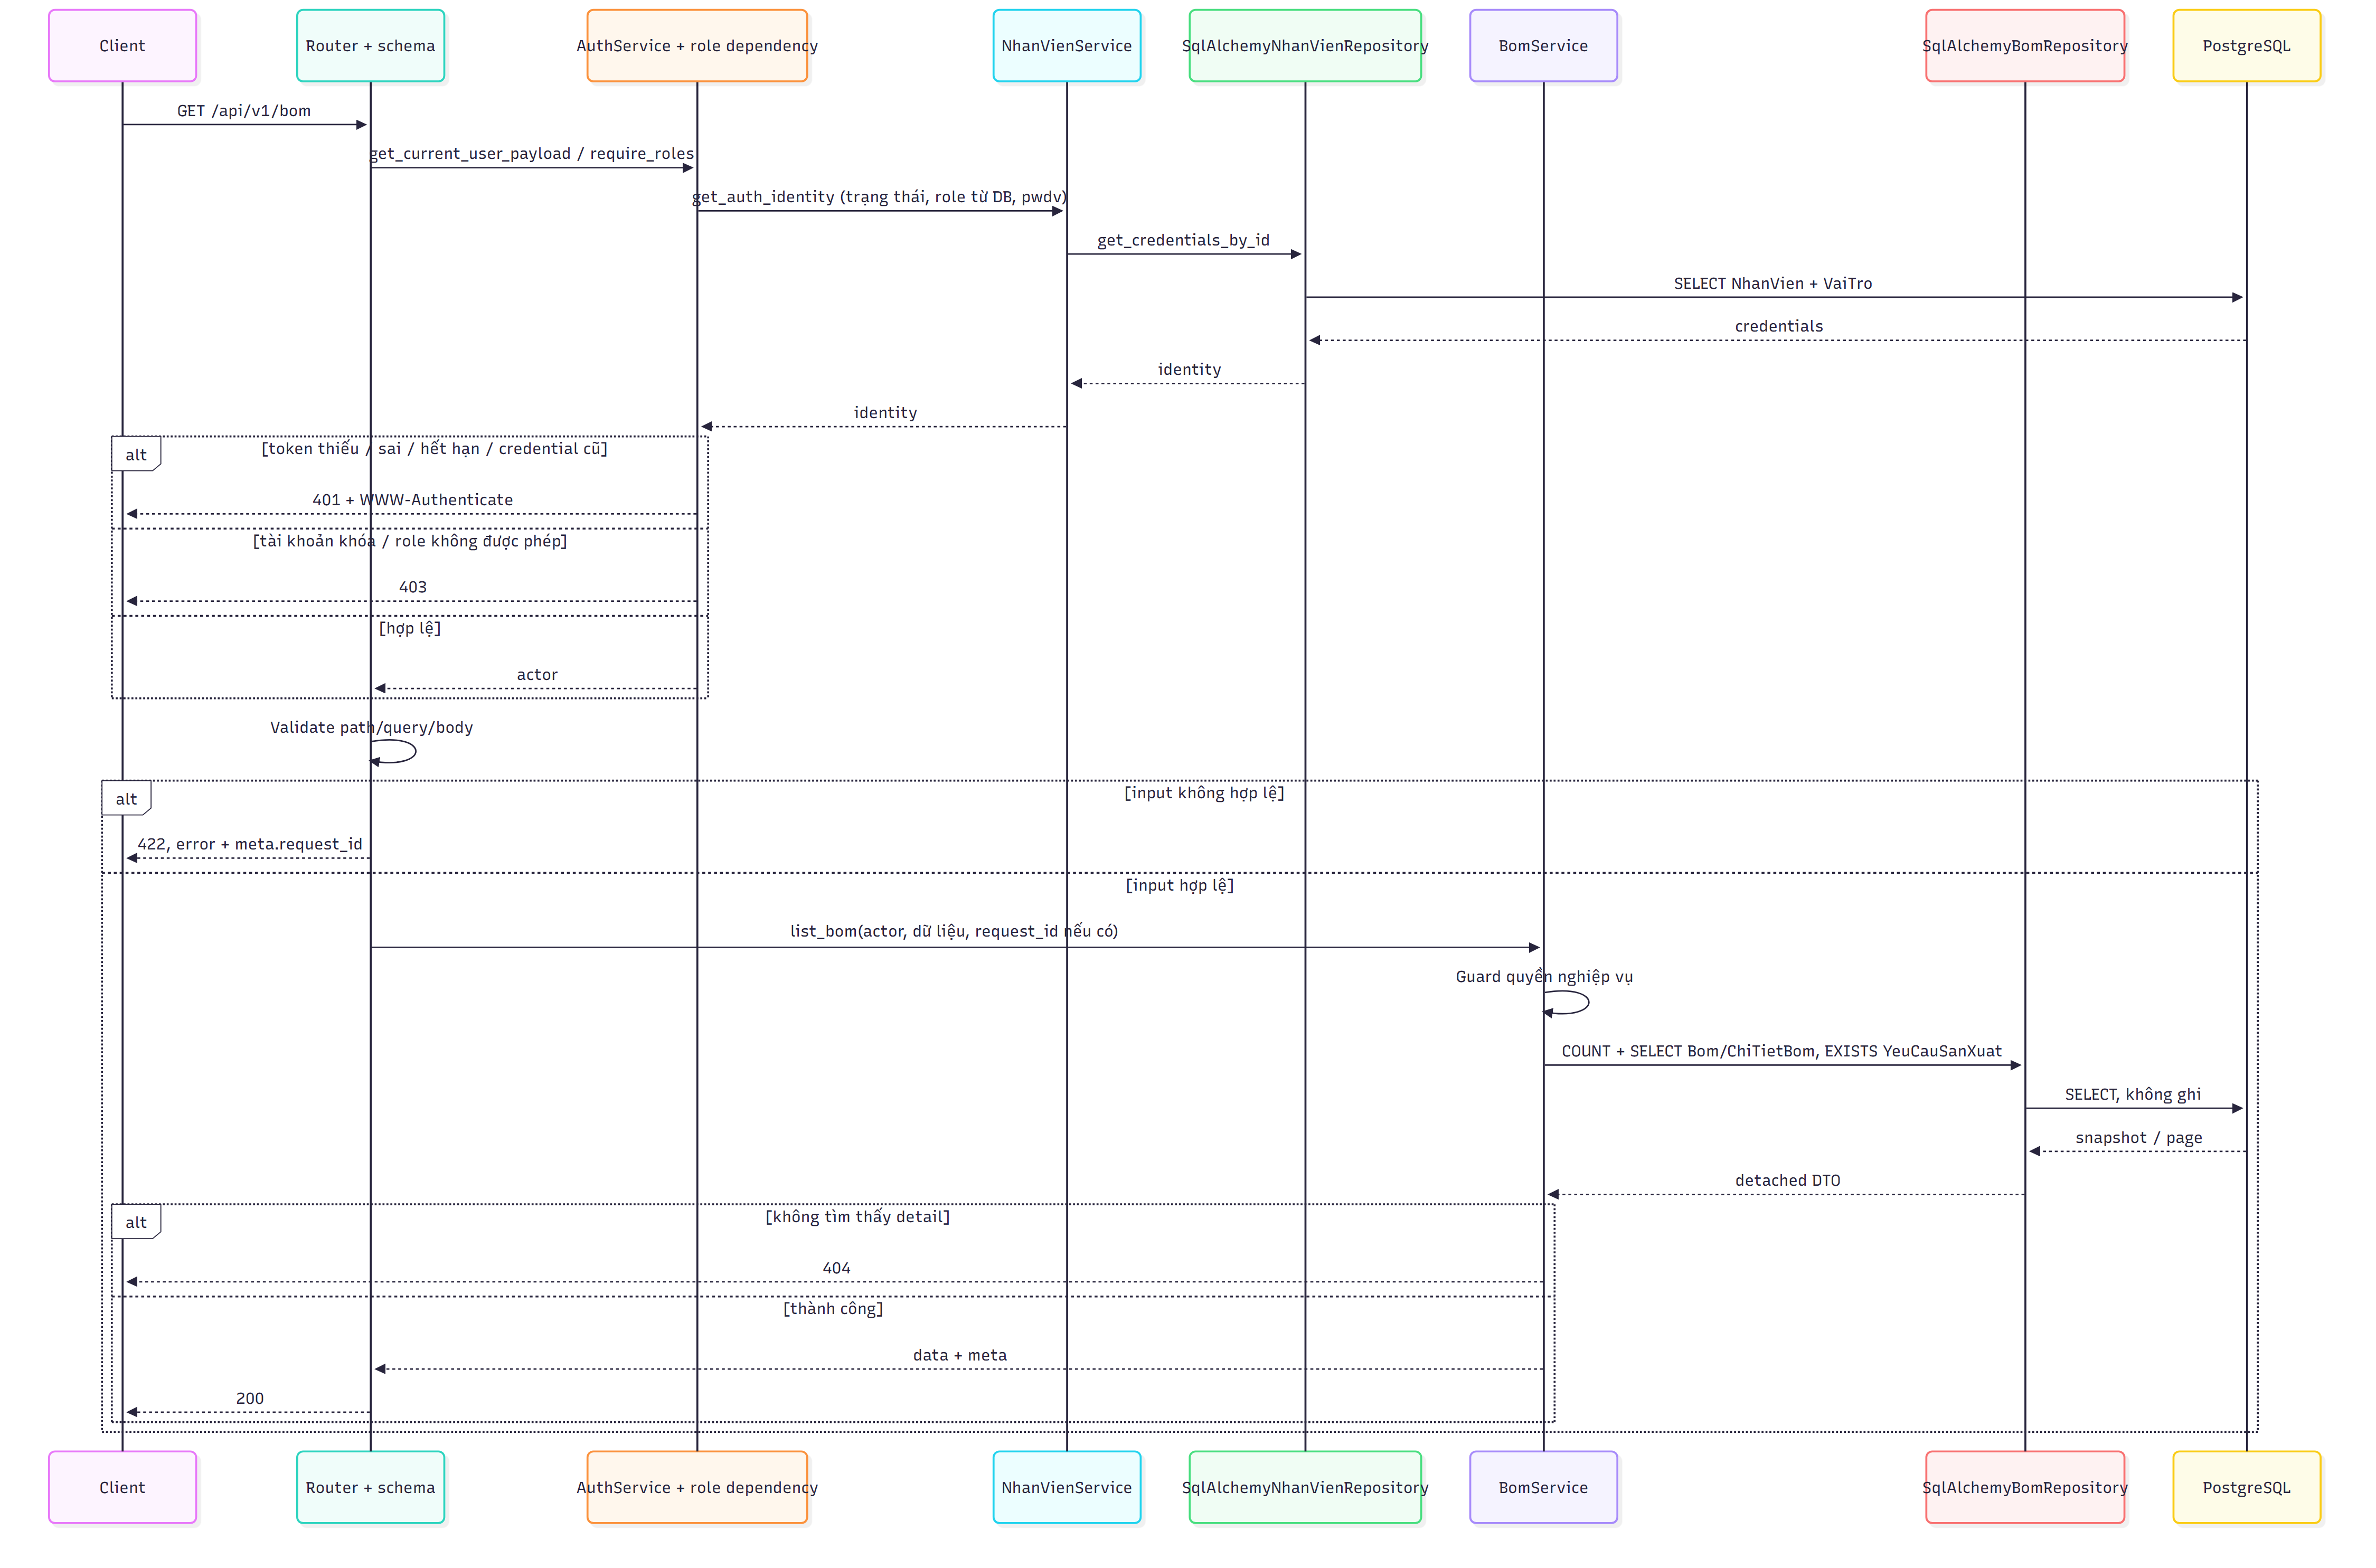 Client
Router + schema
AuthService + role dependency
NhanVienService
SqlAlchemyNhanVienRepository
BomService
SqlAlchemyBomRepository
PostgreSQL
GET /api/v1/bom
get_current_user_payload / require_roles
get_auth_identity (trạng thái, role từ DB, pwdv)
get_credentials_by_id
SELECT NhanVien + VaiTro
credentials
identity
identity
alt
[token thiếu / sai / hết hạn / credential cũ]
401 + WWW-Authenticate
[tài khoản khóa / role không được phép]
403
[hợp lệ]
actor
Validate path/query/body
alt
[input không hợp lệ]
422, error + meta.request_id
[input hợp lệ]
list_bom(actor, dữ liệu, request_id nếu có)
Guard quyền nghiệp vụ
COUNT + SELECT Bom/ChiTietBom, EXISTS YeuCauSanXuat
SELECT, không ghi
snapshot / page
detached DTO
alt
[không tìm thấy detail]
404
[thành công]
data + meta
200
Client
Router + schema
AuthService + role dependency
NhanVienService
SqlAlchemyNhanVienRepository
BomService
SqlAlchemyBomRepository
PostgreSQL